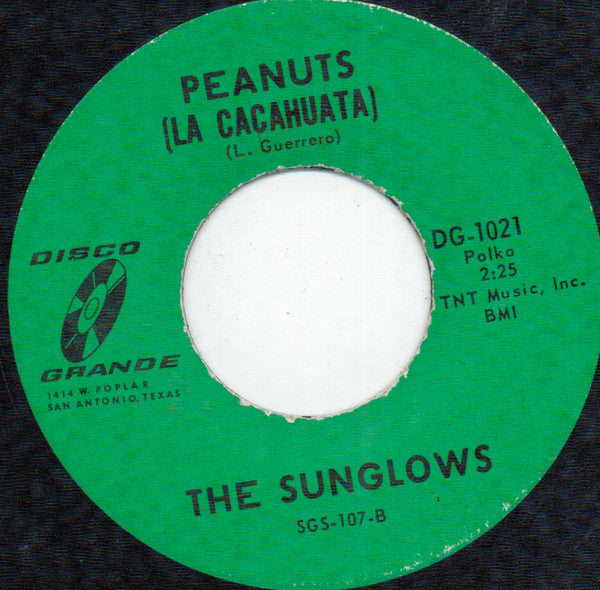 PEANUTS
(LA CACAHUATA)
(L. Guerrero)
DISCO
GRANDE
1414 W. POPLAR
SAN ANTONIO, TEXAS
DG-1021
Polka
2:25
TNT Music, Inc.
BMI
THE SUNGLOWS
SGS-107-B